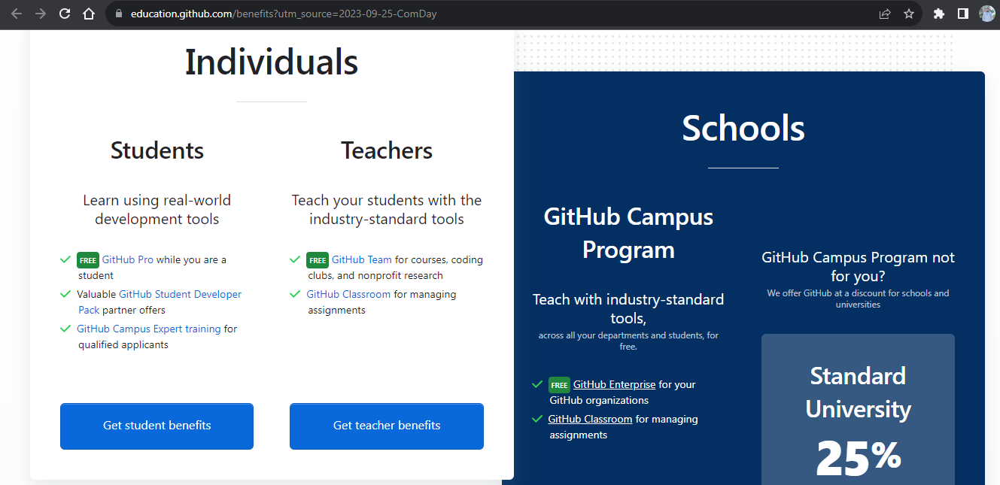 education.github.com/benefits?utm_source=2023-09-25-ComDay
Individuals
Students
Learn using real-world
development tools
FREE GitHub Pro while you are a
student
Valuable GitHub Student Developer
Pack partner offers
GitHub Campus Expert training for
qualified applicants
Get student benefits
Teachers
Teach your students with the
industry-standard tools
FREE GitHub Team for courses, coding
clubs, and nonprofit research
GitHub Classroom for managing
assignments
Get teacher benefits
Schools
GitHub Campus
Program
Teach with industry-standard
tools,
across all your departments and students, for
free.
FREE GitHub Enterprise for your
GitHub organizations
GitHub Classroom for managing
assignments
GitHub Campus Program not
for you?
We offer GitHub at a discount for schools and
universities
Standard
University
25%